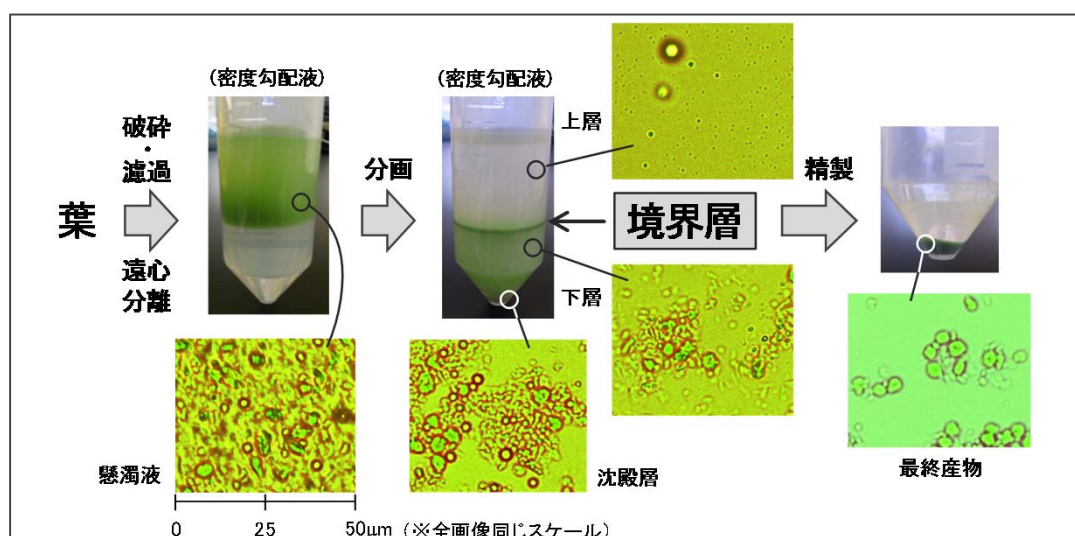 (密度勾配液)
(密度勾配液)
破砕
・
濾過
葉
遠心
分離
分画
上層
境界層
下層
精製
懸濁液
沈殿層
最終産物
0 25 50μm (※全画像同じスケール)